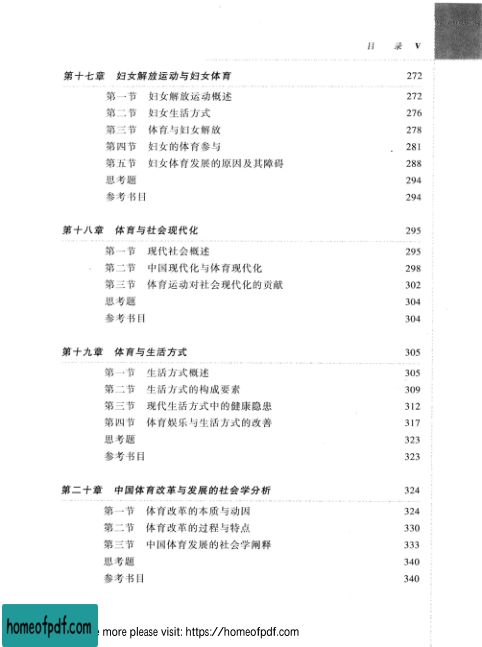 目 录 V
第十七章 妇女解放运动与妇女体育 272
第一节 妇女解放运动概述 272
第二节 妇女生活方式 276
第三节 体育与妇女解放 278
第四节 妇女的体育参与 281
第五节 妇女体育发展的原因及其障碍 288
思考题 294
参考书目 294
第十八章 体育与社会现代化 295
第一节 现代社会概述 295
第二节 中国现代化与体育现代化 298
第三节 体育运动对社会现代化的贡献 302
思考题 304
参考书目 304
第十九章 体育与生活方式 305
第一节 生活方式概述 305
第二节 生活方式的构成要素 309
第三节 现代生活方式中的健康隐患 312
第四节 体育娱乐与生活方式的改善 317
思考题 323
参考书目 323
第二十章 中国体育改革与发展的社会学分析 324
第一节 体育改革的本质与动因 324
第二节 体育改革的过程与特点 330
第三节 中国体育发展的社会学阐释 333
思考题 340
参考书目 340
homeofpdf.com
more please visit: https://homeofpdf.com